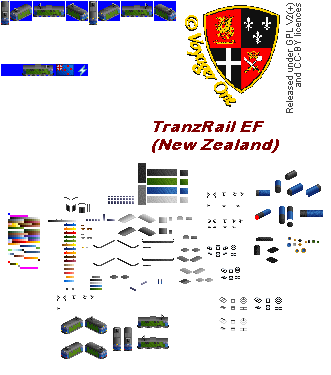 © Voyager One
Released under GPL V2(+)
and CC-BY licences
TranzRail EF
(New Zealand)